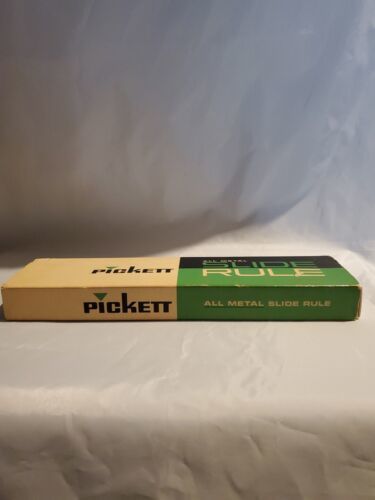 PICKETT
ALL METAL
SLIDE
RULE
PICKETT
ALL METAL SLIDE RULE